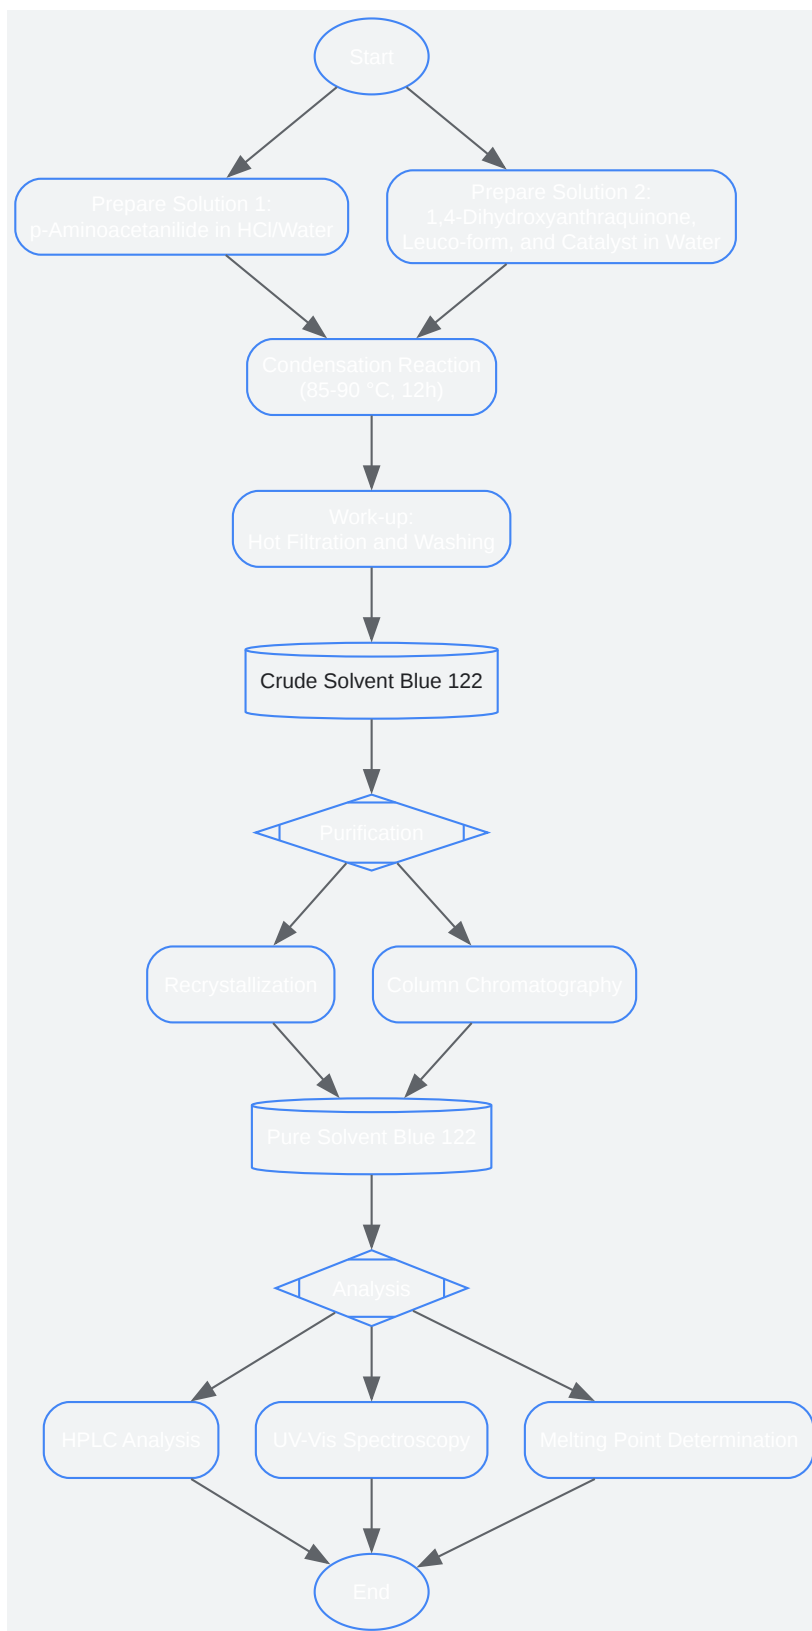 Start
Prepare Solution 1:
p-Aminoacetanilide in HCl/Water
Prepare Solution 2:
1,4-Dihydroxyanthraquinone,
Leuco-form, and Catalyst in Water
Condensation Reaction
(85-90 °C, 12h)
Work-up:
Hot Filtration and Washing
Crude Solvent Blue 122
Purification
Recrystallization
Column Chromatography
Pure Solvent Blue 122
Analysis
HPLC Analysis
UV-Vis Spectroscopy
Melting Point Determination
End